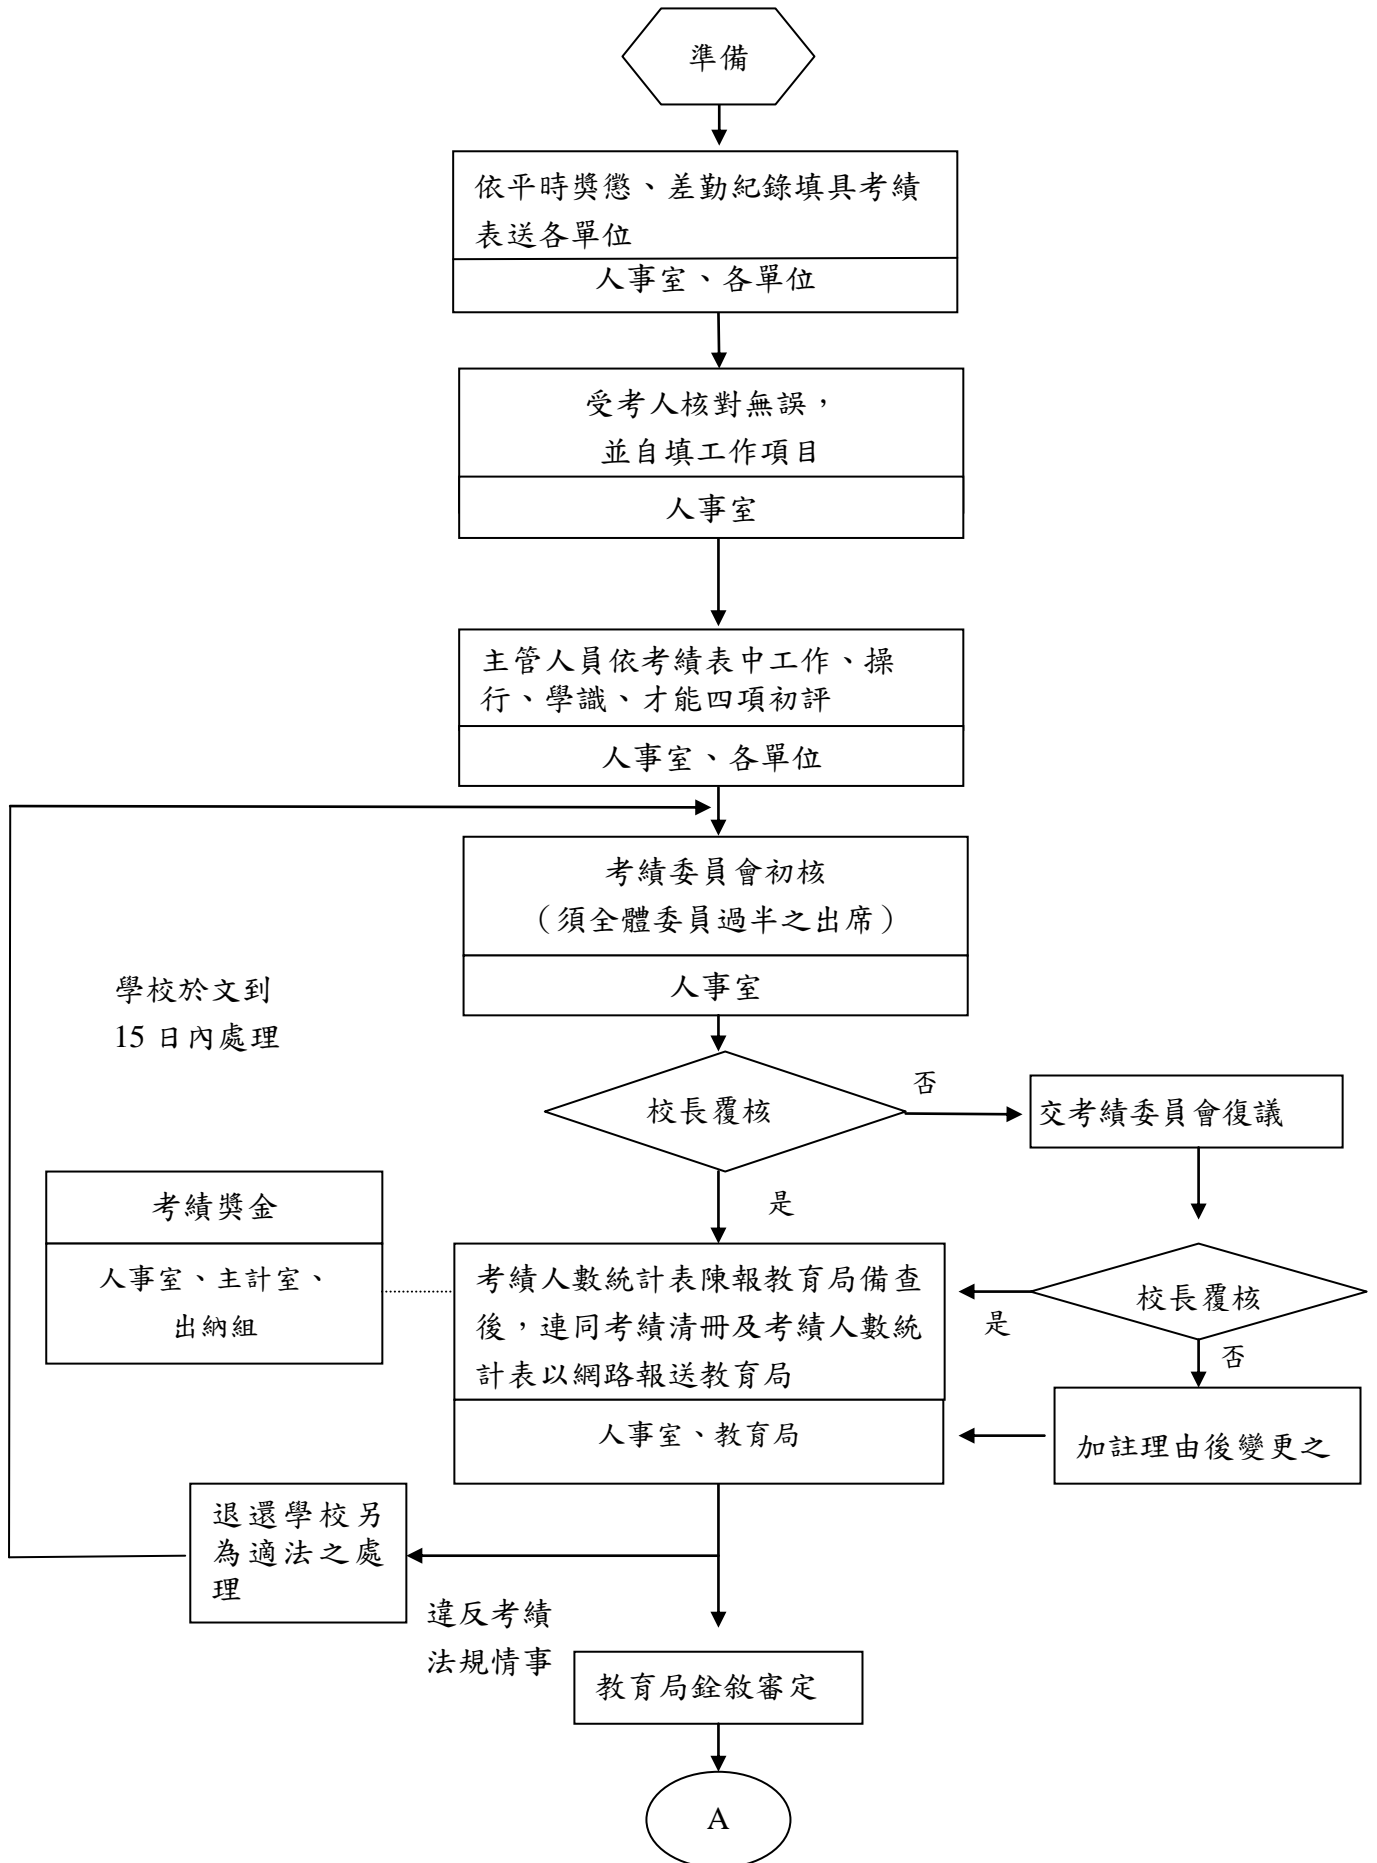 準備
依平時獎懲、差勤紀錄填具考績
表送各單位
人事室、各單位
受考人核對無誤，
並自填工作項目
人事室
主管人員依考績表中工作、操
行、學識、才能四項初評
人事室、各單位
考績委員會初核
（須全體委員過半之出席）
人事室
學校於文到
15 日內處理
校長覆核
否
交考績委員會復議
是
考績獎金
人事室、主計室、
出納組
考績人數統計表陳報教育局備查
後，連同考績清冊及考績人數統
計表以網路報送教育局
人事室、教育局
校長覆核
是
否
加註理由後變更之
退還學校另
為適法之處
理
違反考績
法規情事
教育局銓敘審定
A